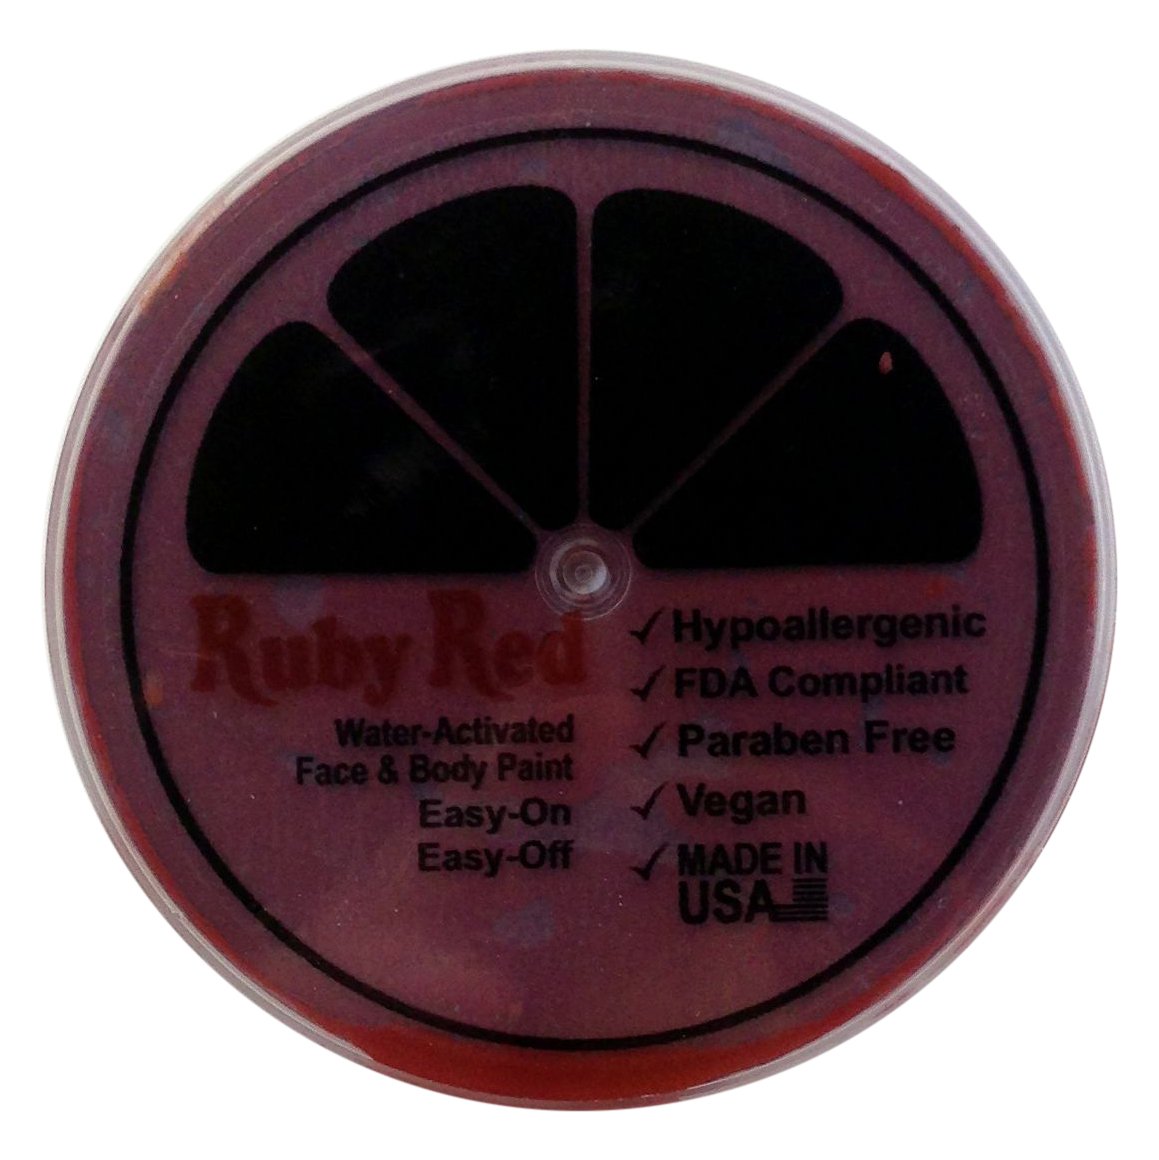 Ruby Red
Water-Activated
Face & Body Paint
Easy-On
Easy-Off
✓ Hypoallergenic
✓ FDA Compliant
✓ Paraben Free
✓ Vegan
✓ MADE IN
USA